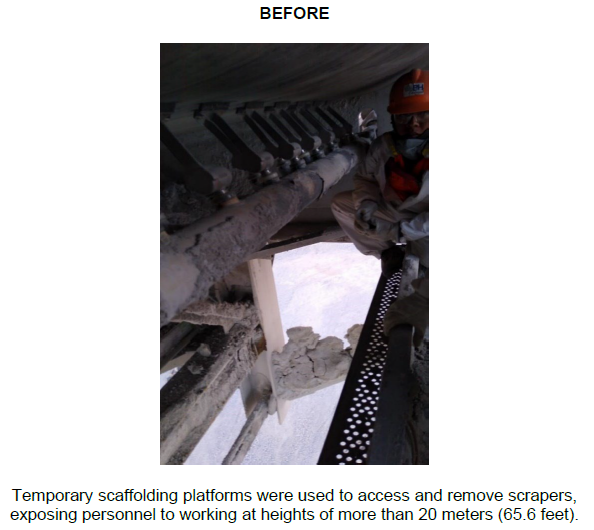 BEFORE
Temporary scaffolding platforms were used to access and remove scrapers,
exposing personnel to working at heights of more than 20 meters (65.6 feet).